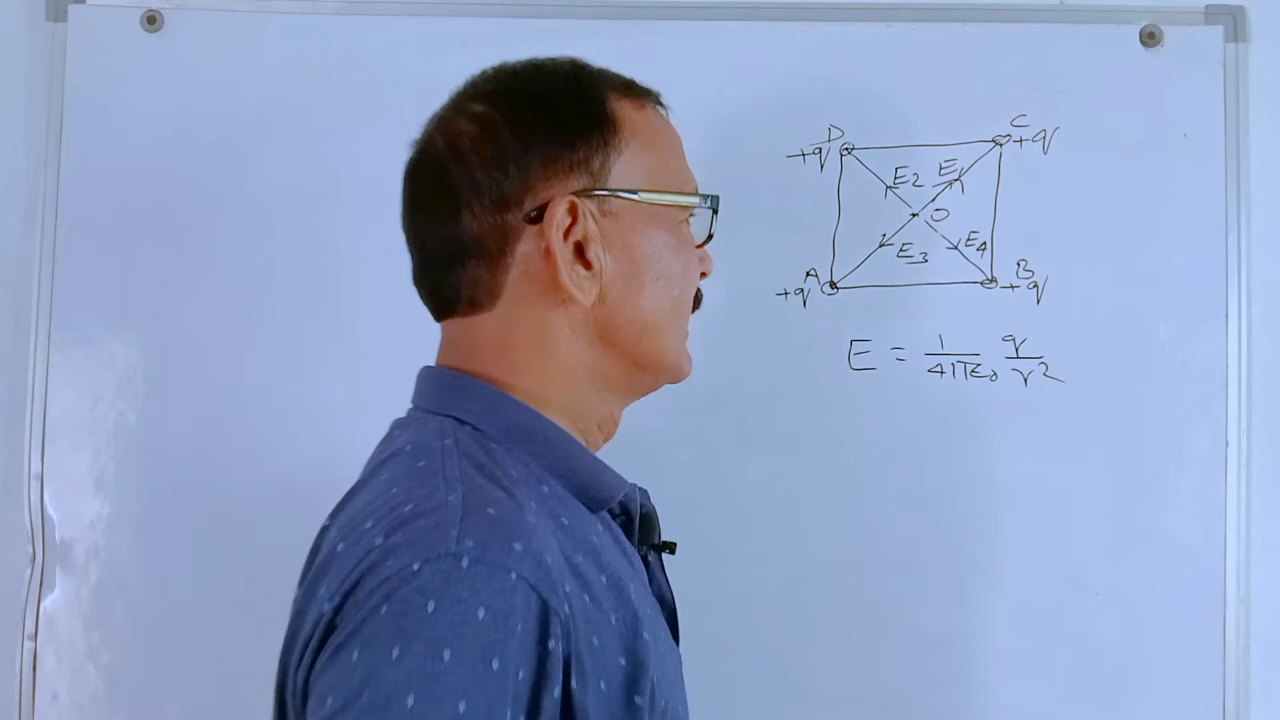 D
C
+q
+q
E2
E1
O
E3
E4
A
B
+q
+q
E = 1/4πε₀ q/r2